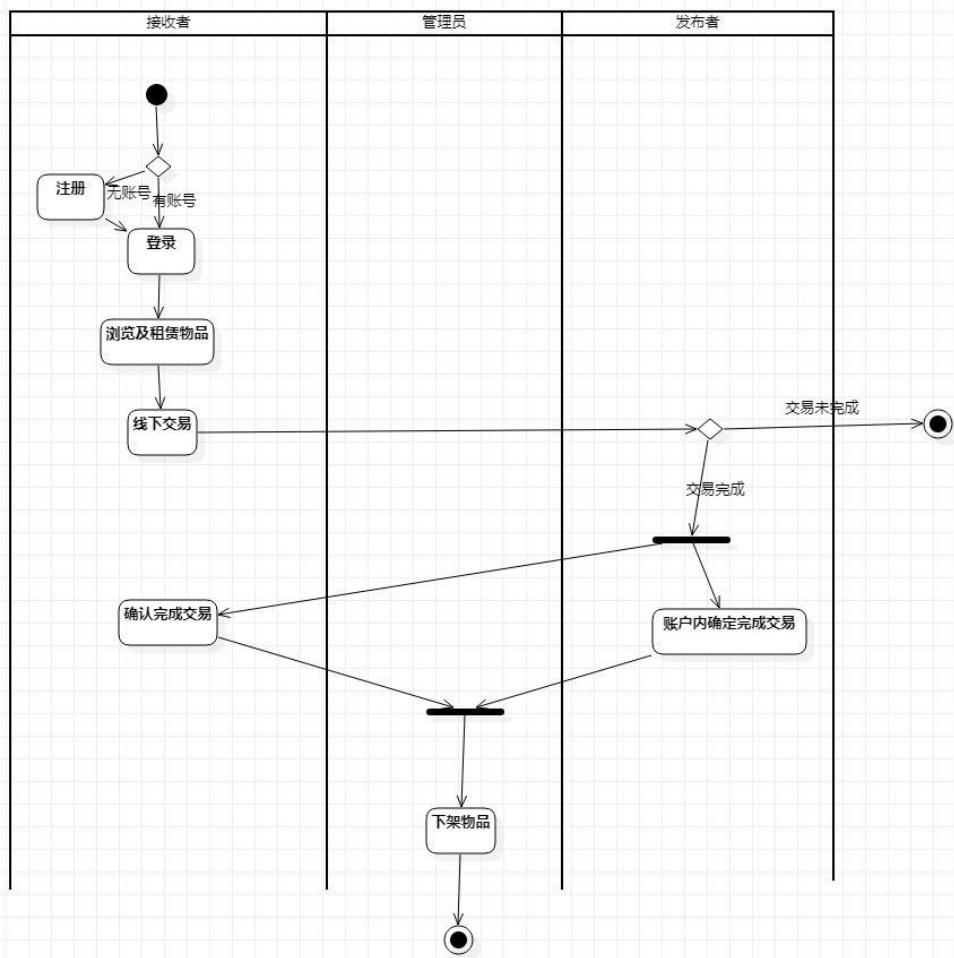 接收者
管理员
发布者
注册
无账号
有账号
登录
浏览及租赁物品
线下交易
交易未完成
交易完成
确认完成交易
账户内确定完成交易
下架物品